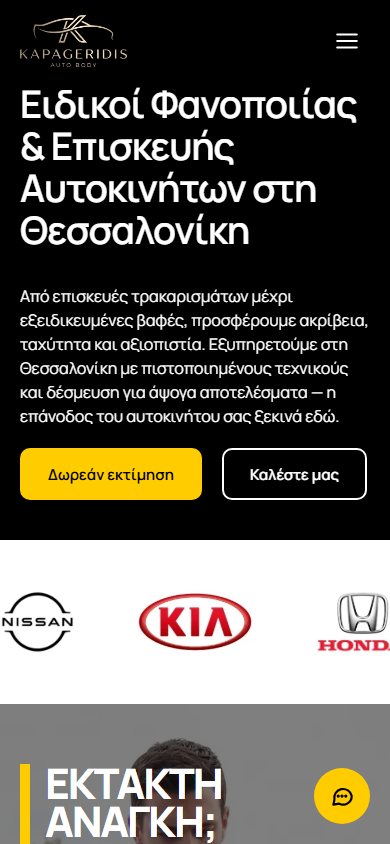 KAPAGERIDIS
AUTO BODY
Ειδικοί Φανοποιίας
& Επισκευής
Αυτοκινήτων στη
Θεσσαλονίκη
Από επισκευές τρακαρισμάτων μέχρι
εξειδικευμένες βαφές, προσφέρουμε ακρίβεια,
ταχύτητα και αξιοπιστία. Εξυπηρετούμε στη
Θεσσαλονίκη με πιστοποιημένους τεχνικούς
και δέσμευση για άψογα αποτελέσματα — η
επάνοδος του αυτοκινήτου σας ξεκινά εδώ.
Δωρεάν εκτίμηση Καλέστε μας
NISSAN KIA HONDA
ΕΚΤΑΚΤΗ
ΑΝΑΓΚΗ;